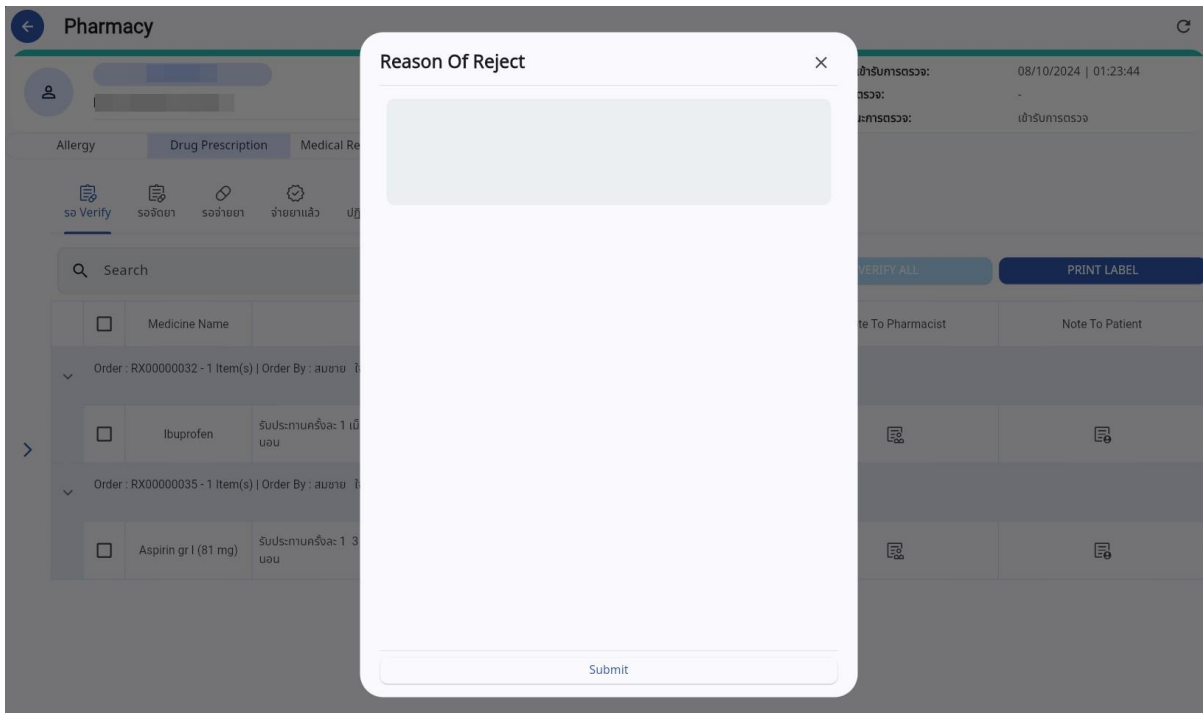 Pharmacy
Reason Of Reject
เข้ารับการตรวจ:
08/10/2024 | 01:23:44
ตรวจ:
-
เข้ารับการตรวจ
Allergy
Drug Prescription
Medical Re
รอ Verify
รอจัดยา
รอจ่ายยา
จ่ายยาแล้ว
Search
VERIFY ALL
PRINT LABEL
Medicine Name
te To Pharmacist
Note To Patient
Order : RX00000032 - 1 Item(s) | Order By : สมชาย
Ibuprofen
รับประทานครั้งละ 1 เม็
นอน
Order : RX00000035 - 1 Item(s) | Order By : สมชาย
Aspirin gr I (81 mg)
รับประทานครั้งละ 1 3
นอน
Submit